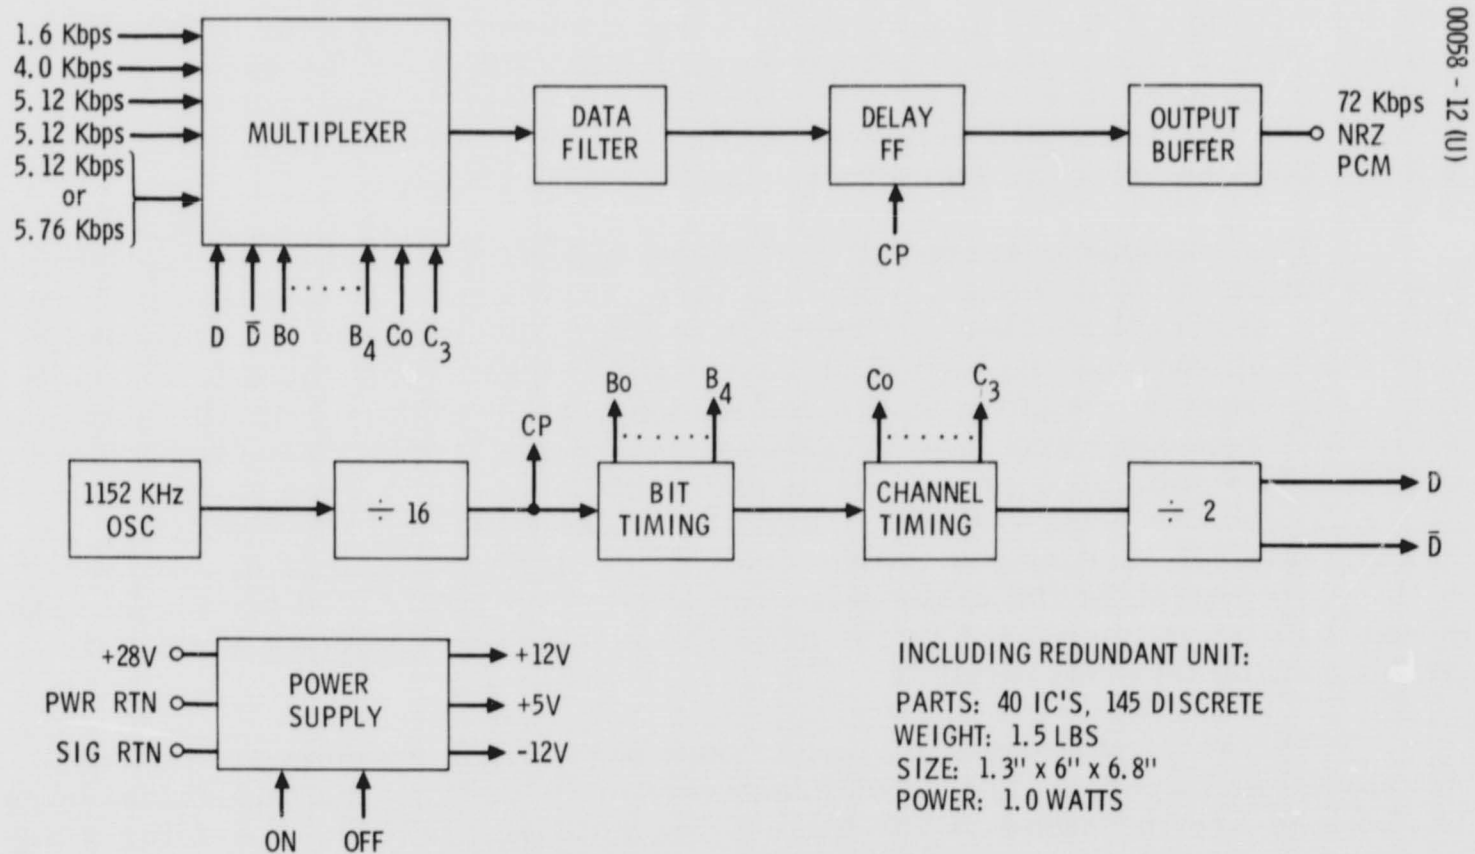 00058 - 12 (U)
1.6 Kbps
4.0 Kbps
5.12 Kbps
5.12 Kbps
5.12 Kbps
or
5.76 Kbps
MULTIPLEXER
DATA
FILTER
DELAY
FF
OUTPUT
BUFFER
72 Kbps
NRZ
PCM
CP
D D̄ Bo ..... B4 Co C3
Bo ...... B4
Co ...... C3
CP
1152 KHz
OSC
÷ 16
BIT
TIMING
CHANNEL
TIMING
÷ 2
D
D̄
+28V
PWR RTN
SIG RTN
POWER
SUPPLY
+12V
+5V
-12V
ON OFF
INCLUDING REDUNDANT UNIT:
PARTS: 40 IC'S, 145 DISCRETE
WEIGHT: 1.5 LBS
SIZE: 1.3" x 6" x 6.8"
POWER: 1.0 WATTS